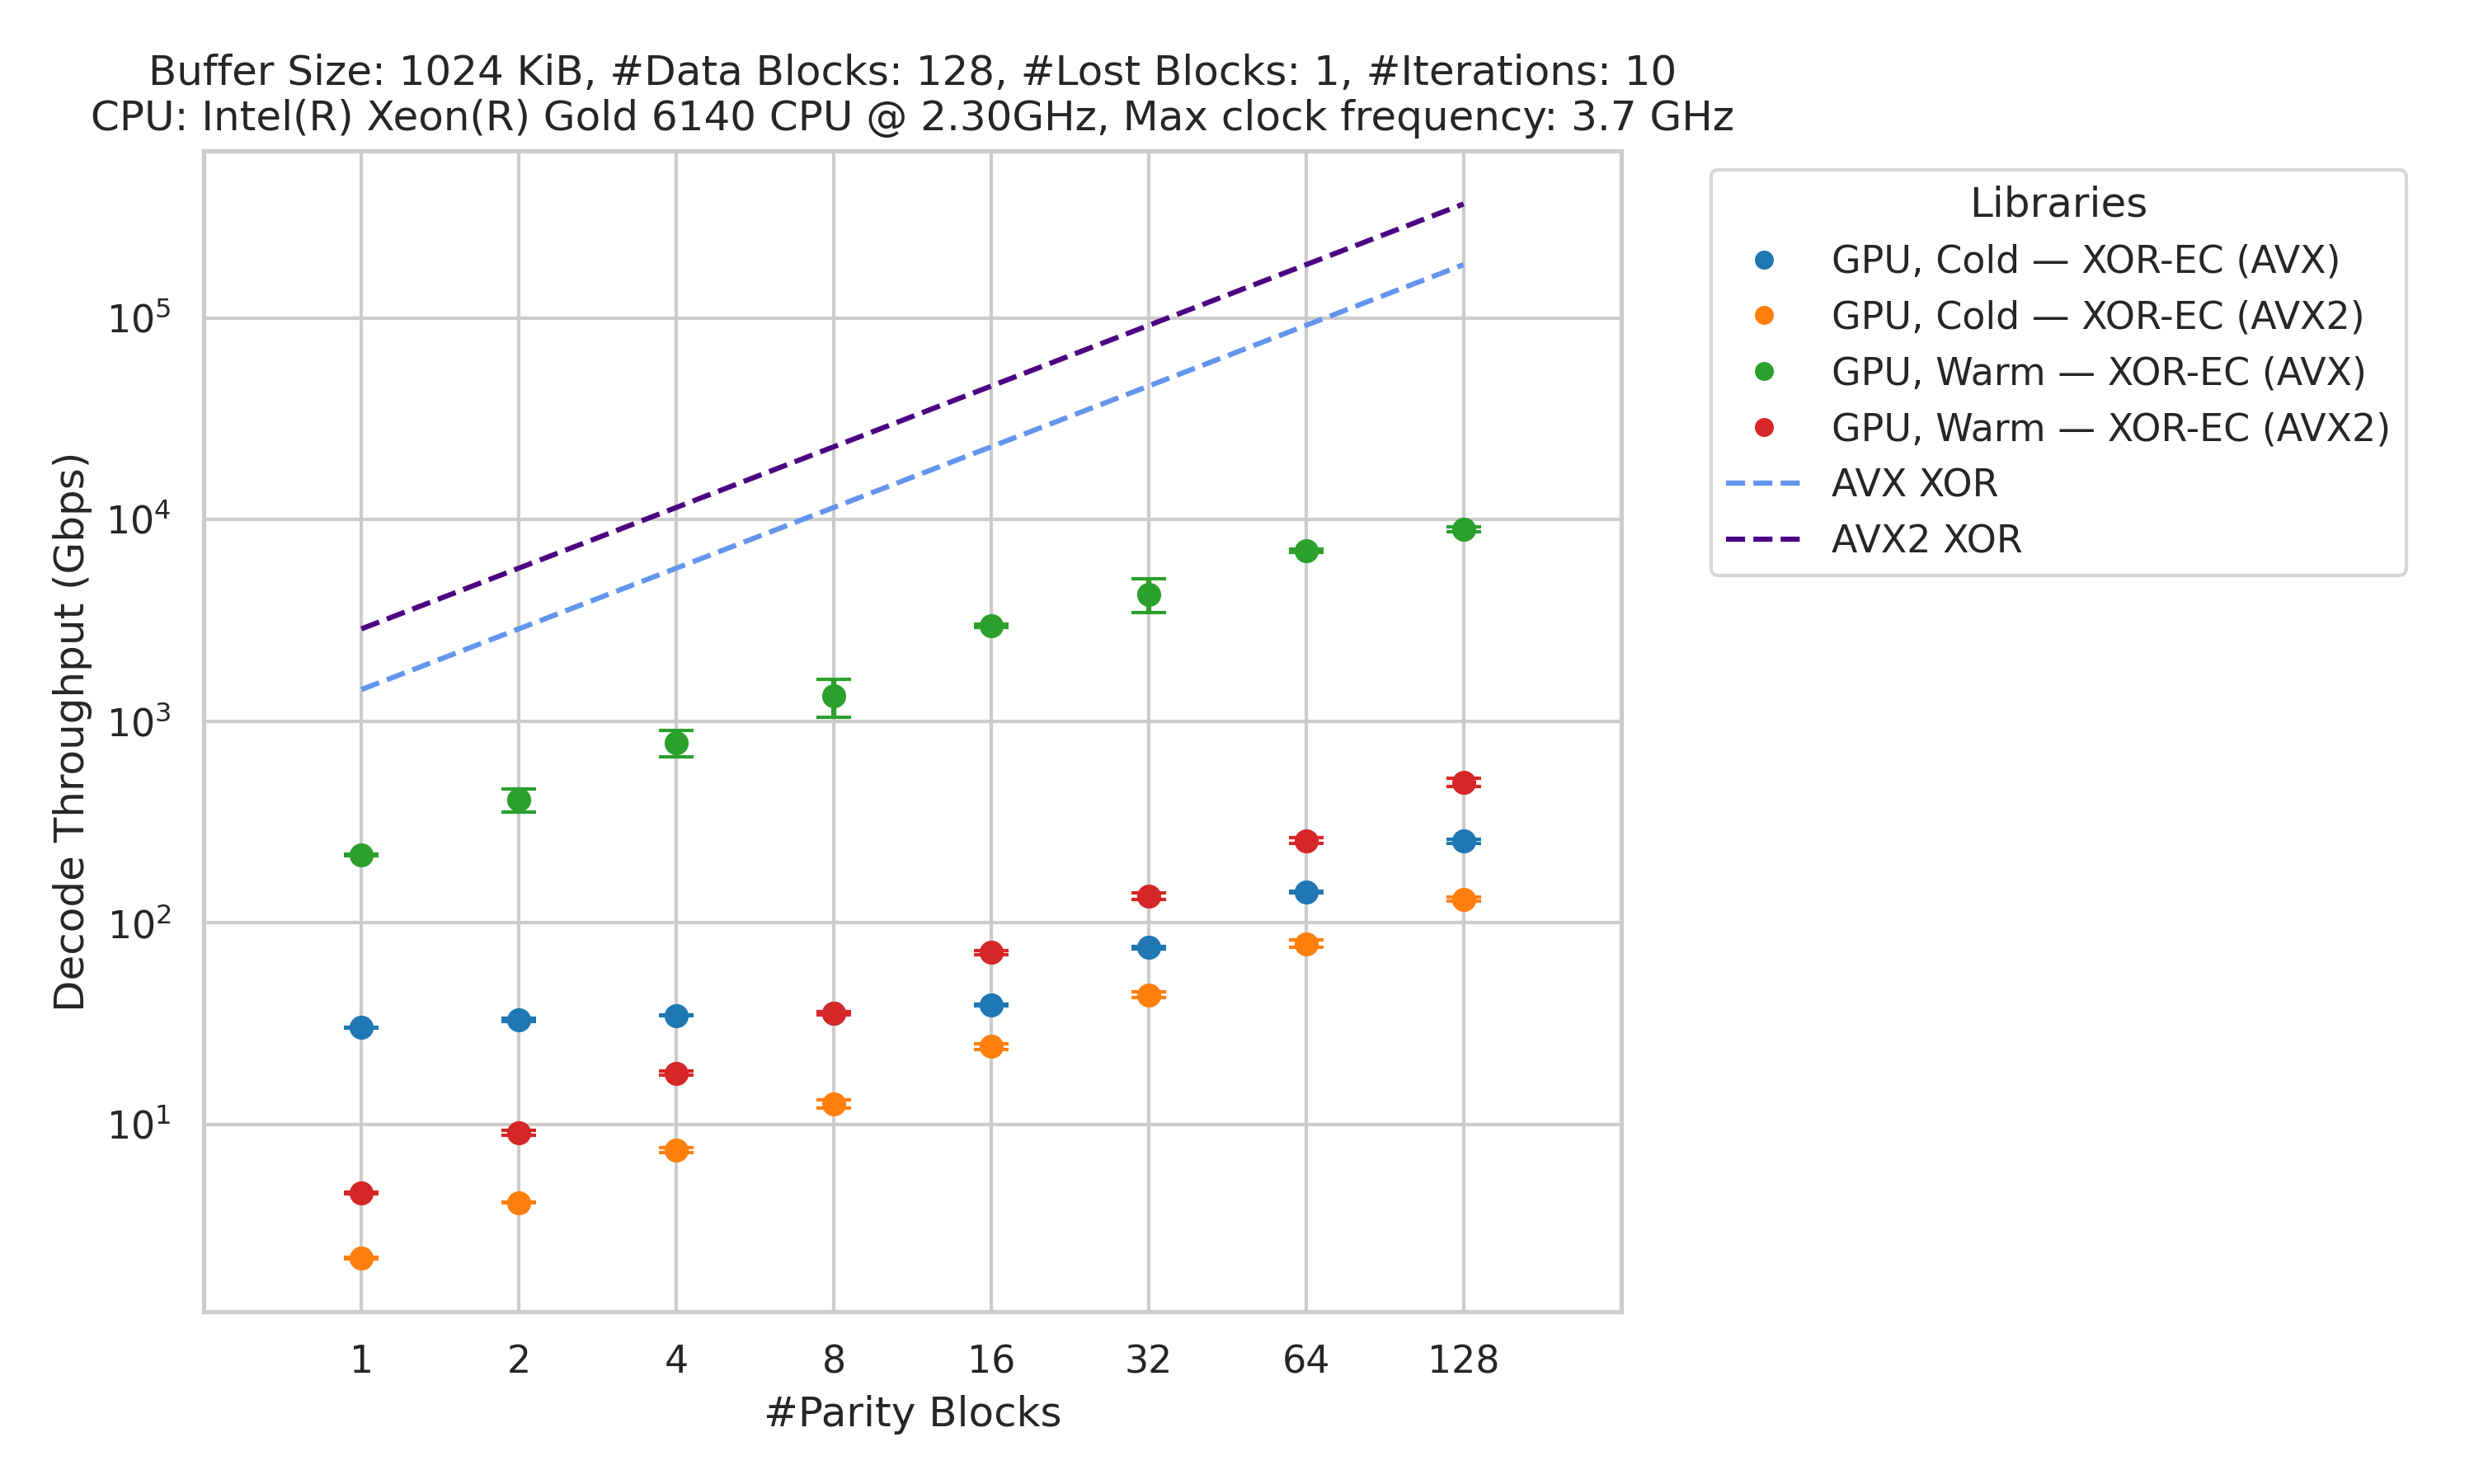 Buffer Size: 1024 KiB, #Data Blocks: 128, #Lost Blocks: 1, #Iterations: 10
CPU: Intel(R) Xeon(R) Gold 6140 CPU @ 2.30GHz, Max clock frequency: 3.7 GHz
Decode Throughput (Gbps)
10⁵
10⁴
10³
10²
10¹
1 2 4 8 16 32 64 128
#Parity Blocks
Libraries
GPU, Cold — XOR-EC (AVX)
GPU, Cold — XOR-EC (AVX2)
GPU, Warm — XOR-EC (AVX)
GPU, Warm — XOR-EC (AVX2)
AVX XOR
AVX2 XOR